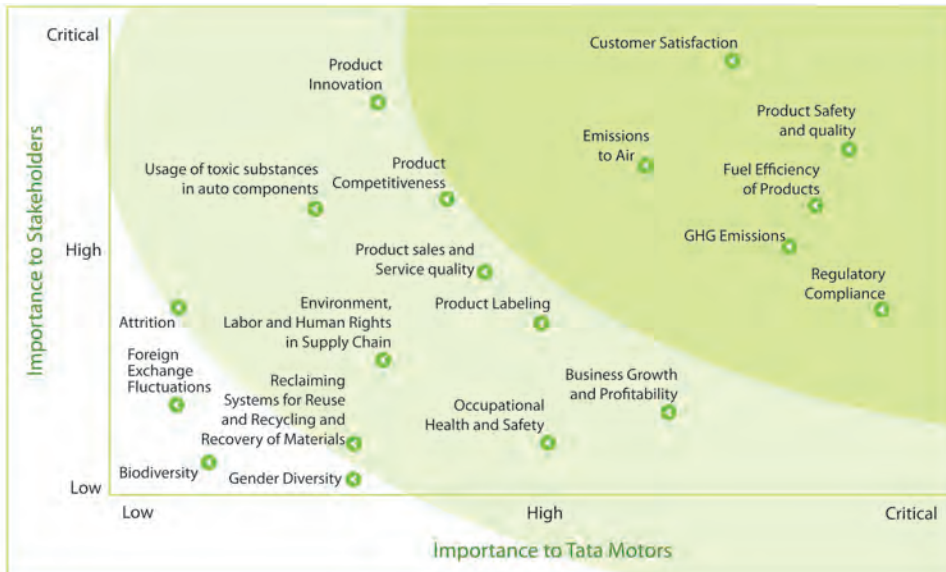 Critical
Customer Satisfaction
Product
Innovation
Product Safety
and quality
Emissions
to Air
Usage of toxic substances
in auto components
Product
Competitiveness
Fuel Efficiency
of Products
Importance to Stakeholders
High
GHG Emissions
Product sales and
Service quality
Regulatory
Compliance
Environment,
Labor and Human Rights
in Supply Chain
Product Labeling
Attrition
Foreign
Exchange
Fluctuations
Reclaiming
Systems for Reuse
and Recycling and
Recovery of Materials
Business Growth
and Profitability
Occupational
Health and Safety
Biodiversity
Gender Diversity
Low
Low
High
Critical
Importance to Tata Motors